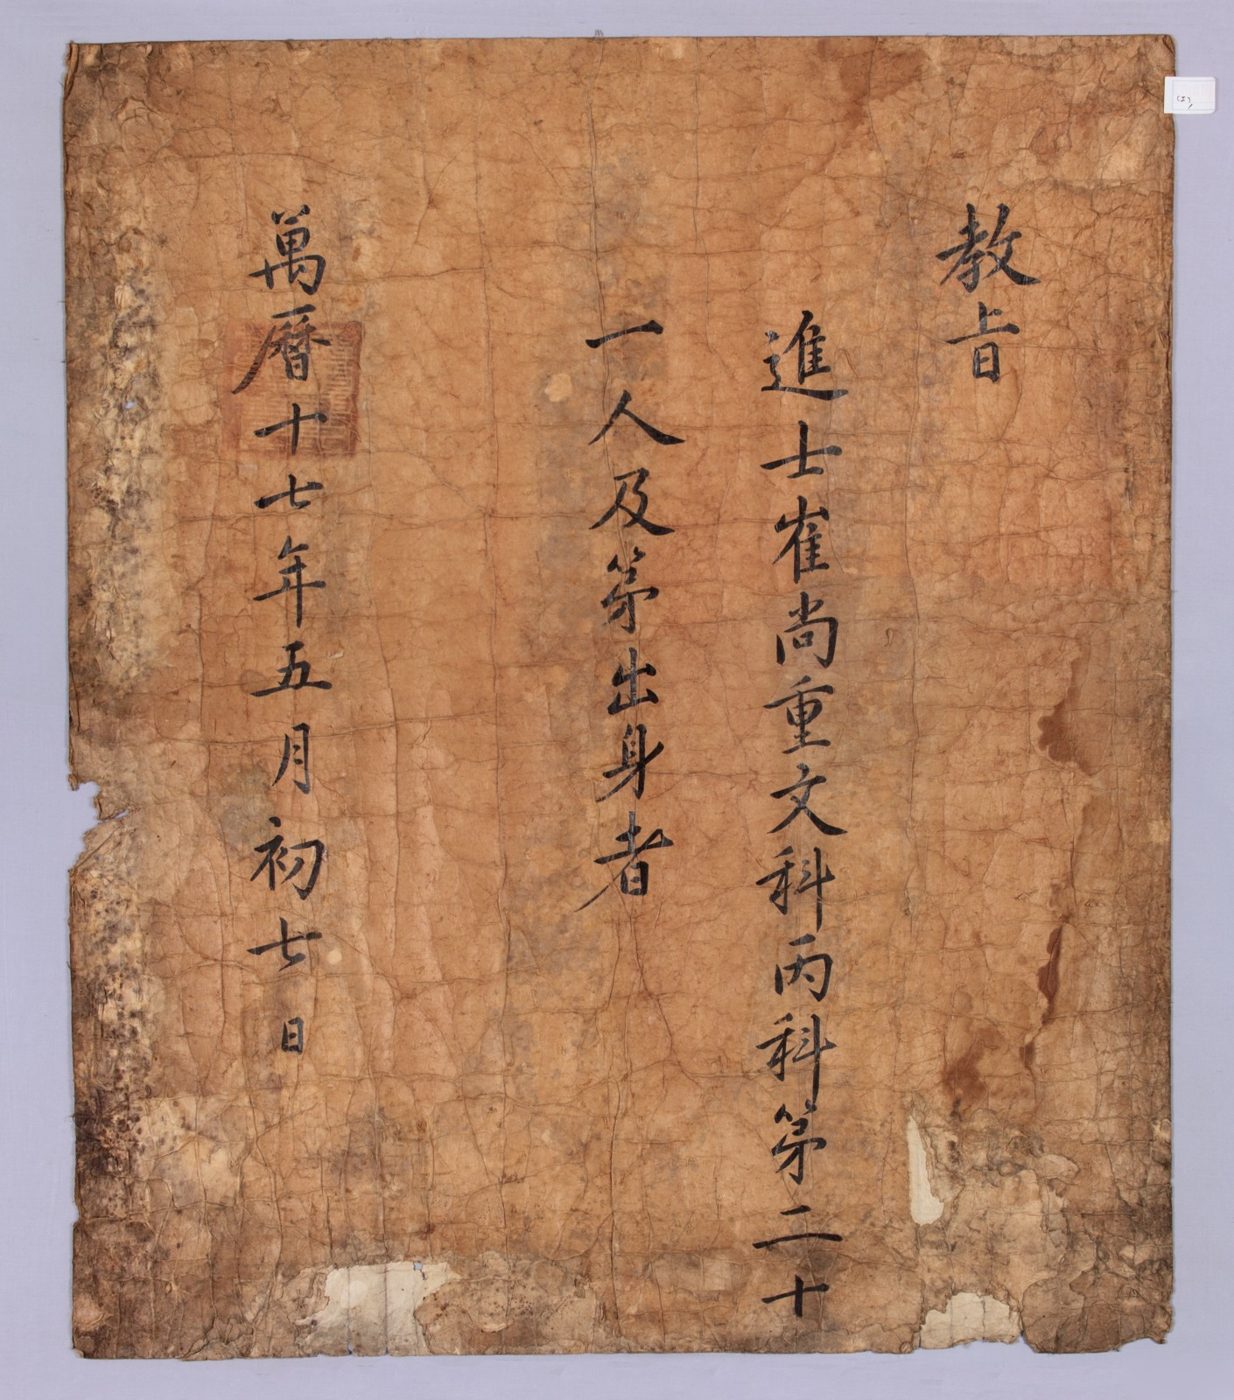 教旨
進士崔尚重文科丙科第二十
一人及第出身者
萬曆十七年五月初七日